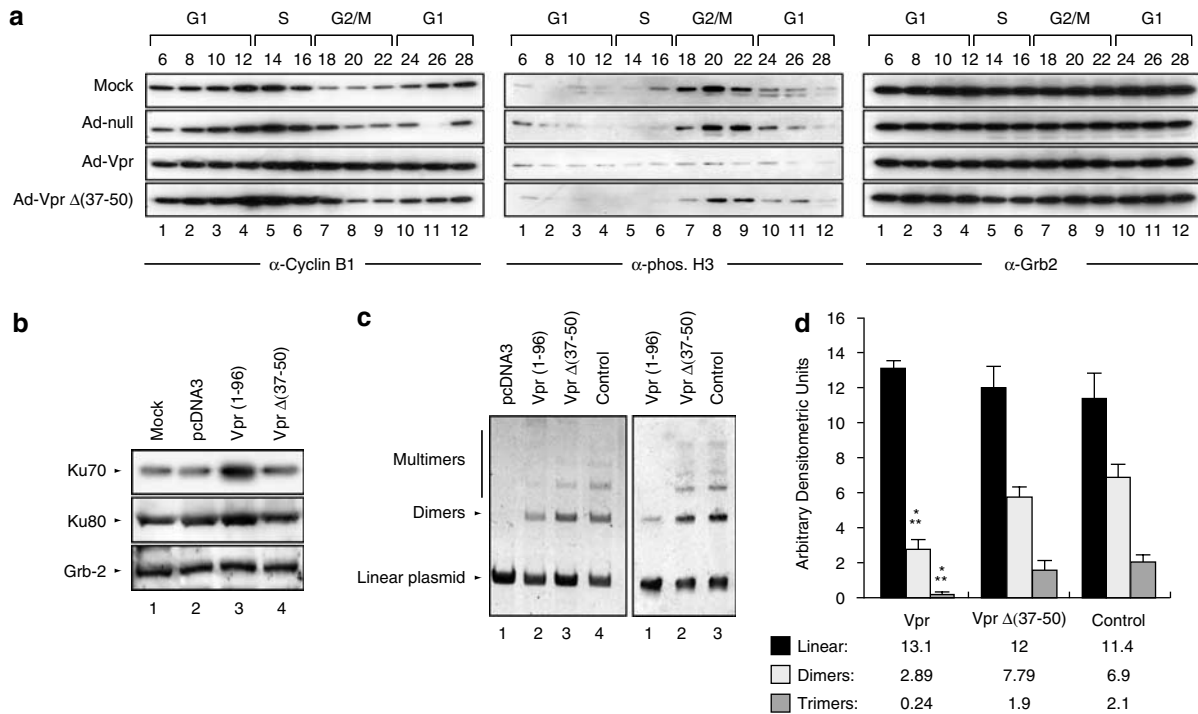 a
G1 S G2/M G1
6 8 10 12 14 16 18 20 22 24 26 28
G1 S G2/M G1
6 8 10 12 14 16 18 20 22 24 26 28
G1 S G2/M G1
6 8 10 12 14 16 18 20 22 24 26 28
Mock
Ad-null
Ad-Vpr
Ad-Vpr Δ(37-50)
1 2 3 4 5 6 7 8 9 10 11 12
1 2 3 4 5 6 7 8 9 10 11 12
1 2 3 4 5 6 7 8 9 10 11 12
α-Cyclin B1
α-phos. H3
α-Grb2
b
Mock
pcDNA3
Vpr (1-96)
Vpr Δ(37-50)
Ku70
Ku80
Grb-2
1 2 3 4
c
pcDNA3
Vpr (1-96)
Vpr Δ(37-50)
Control
Vpr (1-96)
Vpr Δ(37-50)
Control
Multimers
Dimers
Linear plasmid
1 2 3 4
1 2 3
d
Arbitrary Densitometric Units
16
14
12
10
8
6
4
2
0
*
**
*
**
Vpr Vpr Δ(37-50) Control
Linear: 13.1 12 11.4
Dimers: 2.89 7.79 6.9
Trimers: 0.24 1.9 2.1